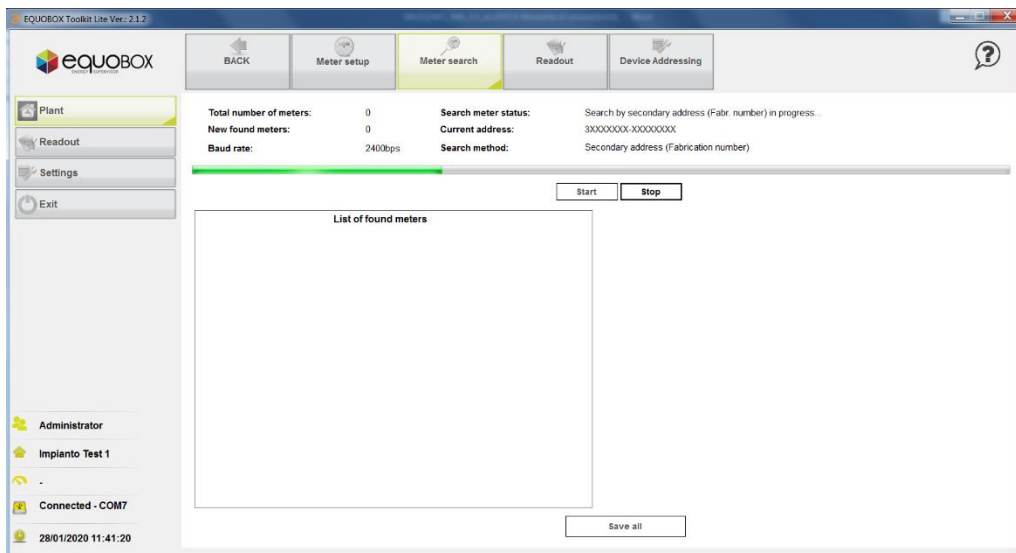 EQUOBOX Toolkit Lite Ver.: 2.1.2
equoBOX
ENERGY SUPERVISOR
BACK
Meter setup
Meter search
Readout
Device Addressing
?
Plant
Readout
Settings
Exit
Total number of meters: 0 Search meter status: Search by secondary address (Fabr. number) in progress...
New found meters: 0 Current address: 3XXXXXXX-XXXXXXXX
Baud rate: 2400bps Search method: Secondary address (Fabrication number)
Start Stop
List of found meters
Administrator
Impianto Test 1
-
Connected - COM7
28/01/2020 11:41:20
Save all